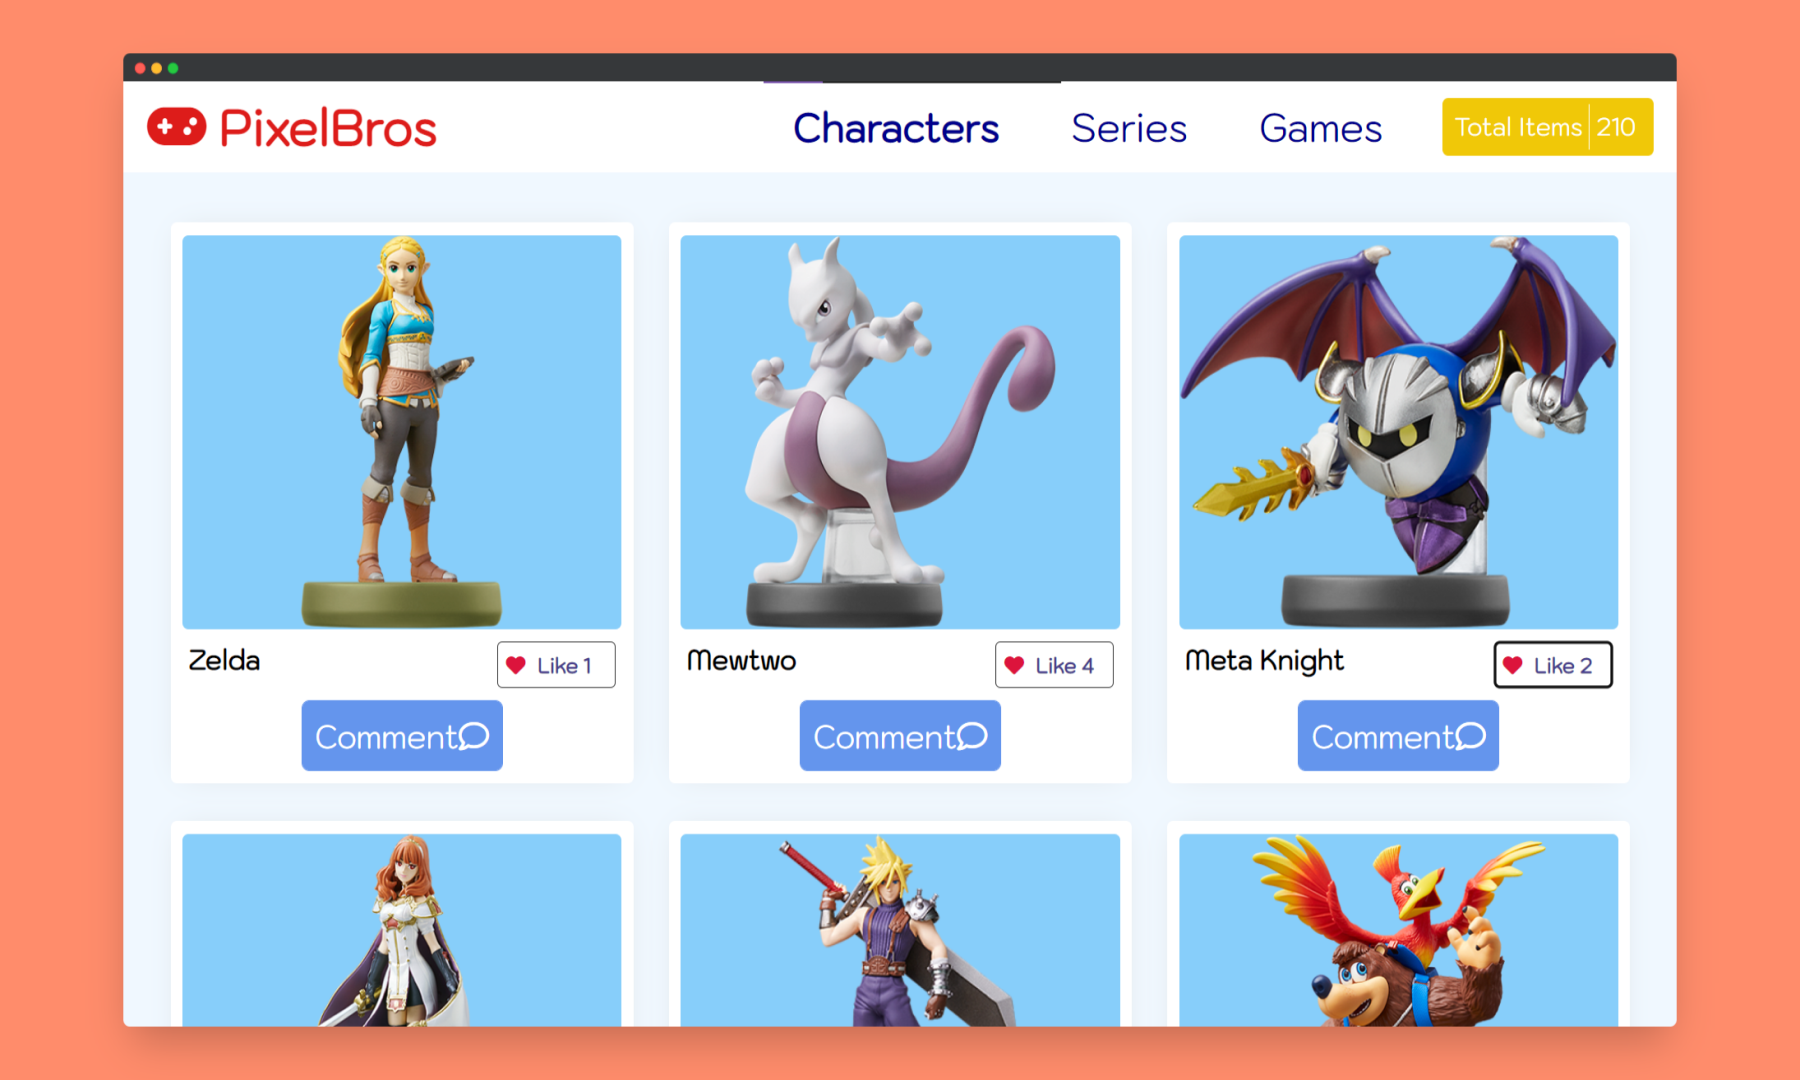 PixelBros
Characters
Series
Games
Total Items 210
Zelda
Like 1
Comment
Mewtwo
Like 4
Comment
Meta Knight
Like 2
Comment